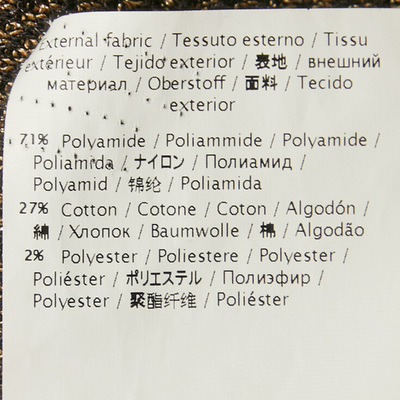 External fabric / Tessuto esterno / Tissu
extérieur / Tejido exterior / 表地 / внешний
материал / Oberstoff / 面料 / Tecido
exterior
71% Polyamide / Poliammide / Polyamide /
Poliamida / ナイロン / Полиамид /
Polyamid / 锦纶 / Poliamida
27% Cotton / Cotone / Coton / Algodón /
綿 / Хлопок / Baumwolle / 棉 / Algodão
2% Polyester / Poliestere / Polyester /
Poliéster / ポリエステル / Полиэфир /
Polyester / 聚酯纤维 / Poliéster